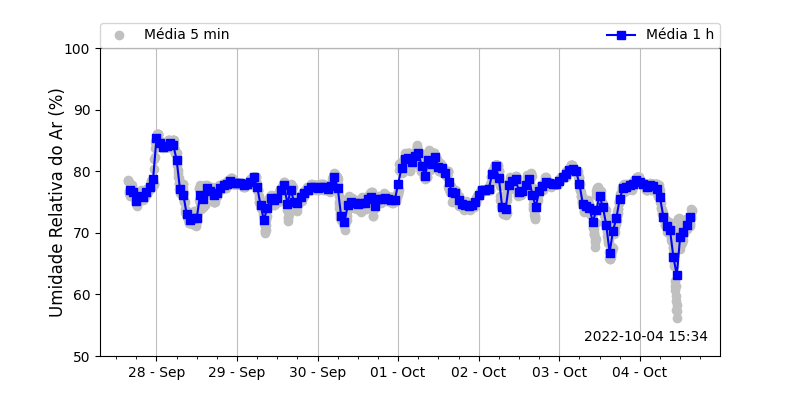 Média 5 min
Média 1 h
100
90
80
70
60
50
Umidade Relativa do Ar (%)
2022-10-04 15:34
28 - Sep
29 - Sep
30 - Sep
01 - Oct
02 - Oct
03 - Oct
04 - Oct